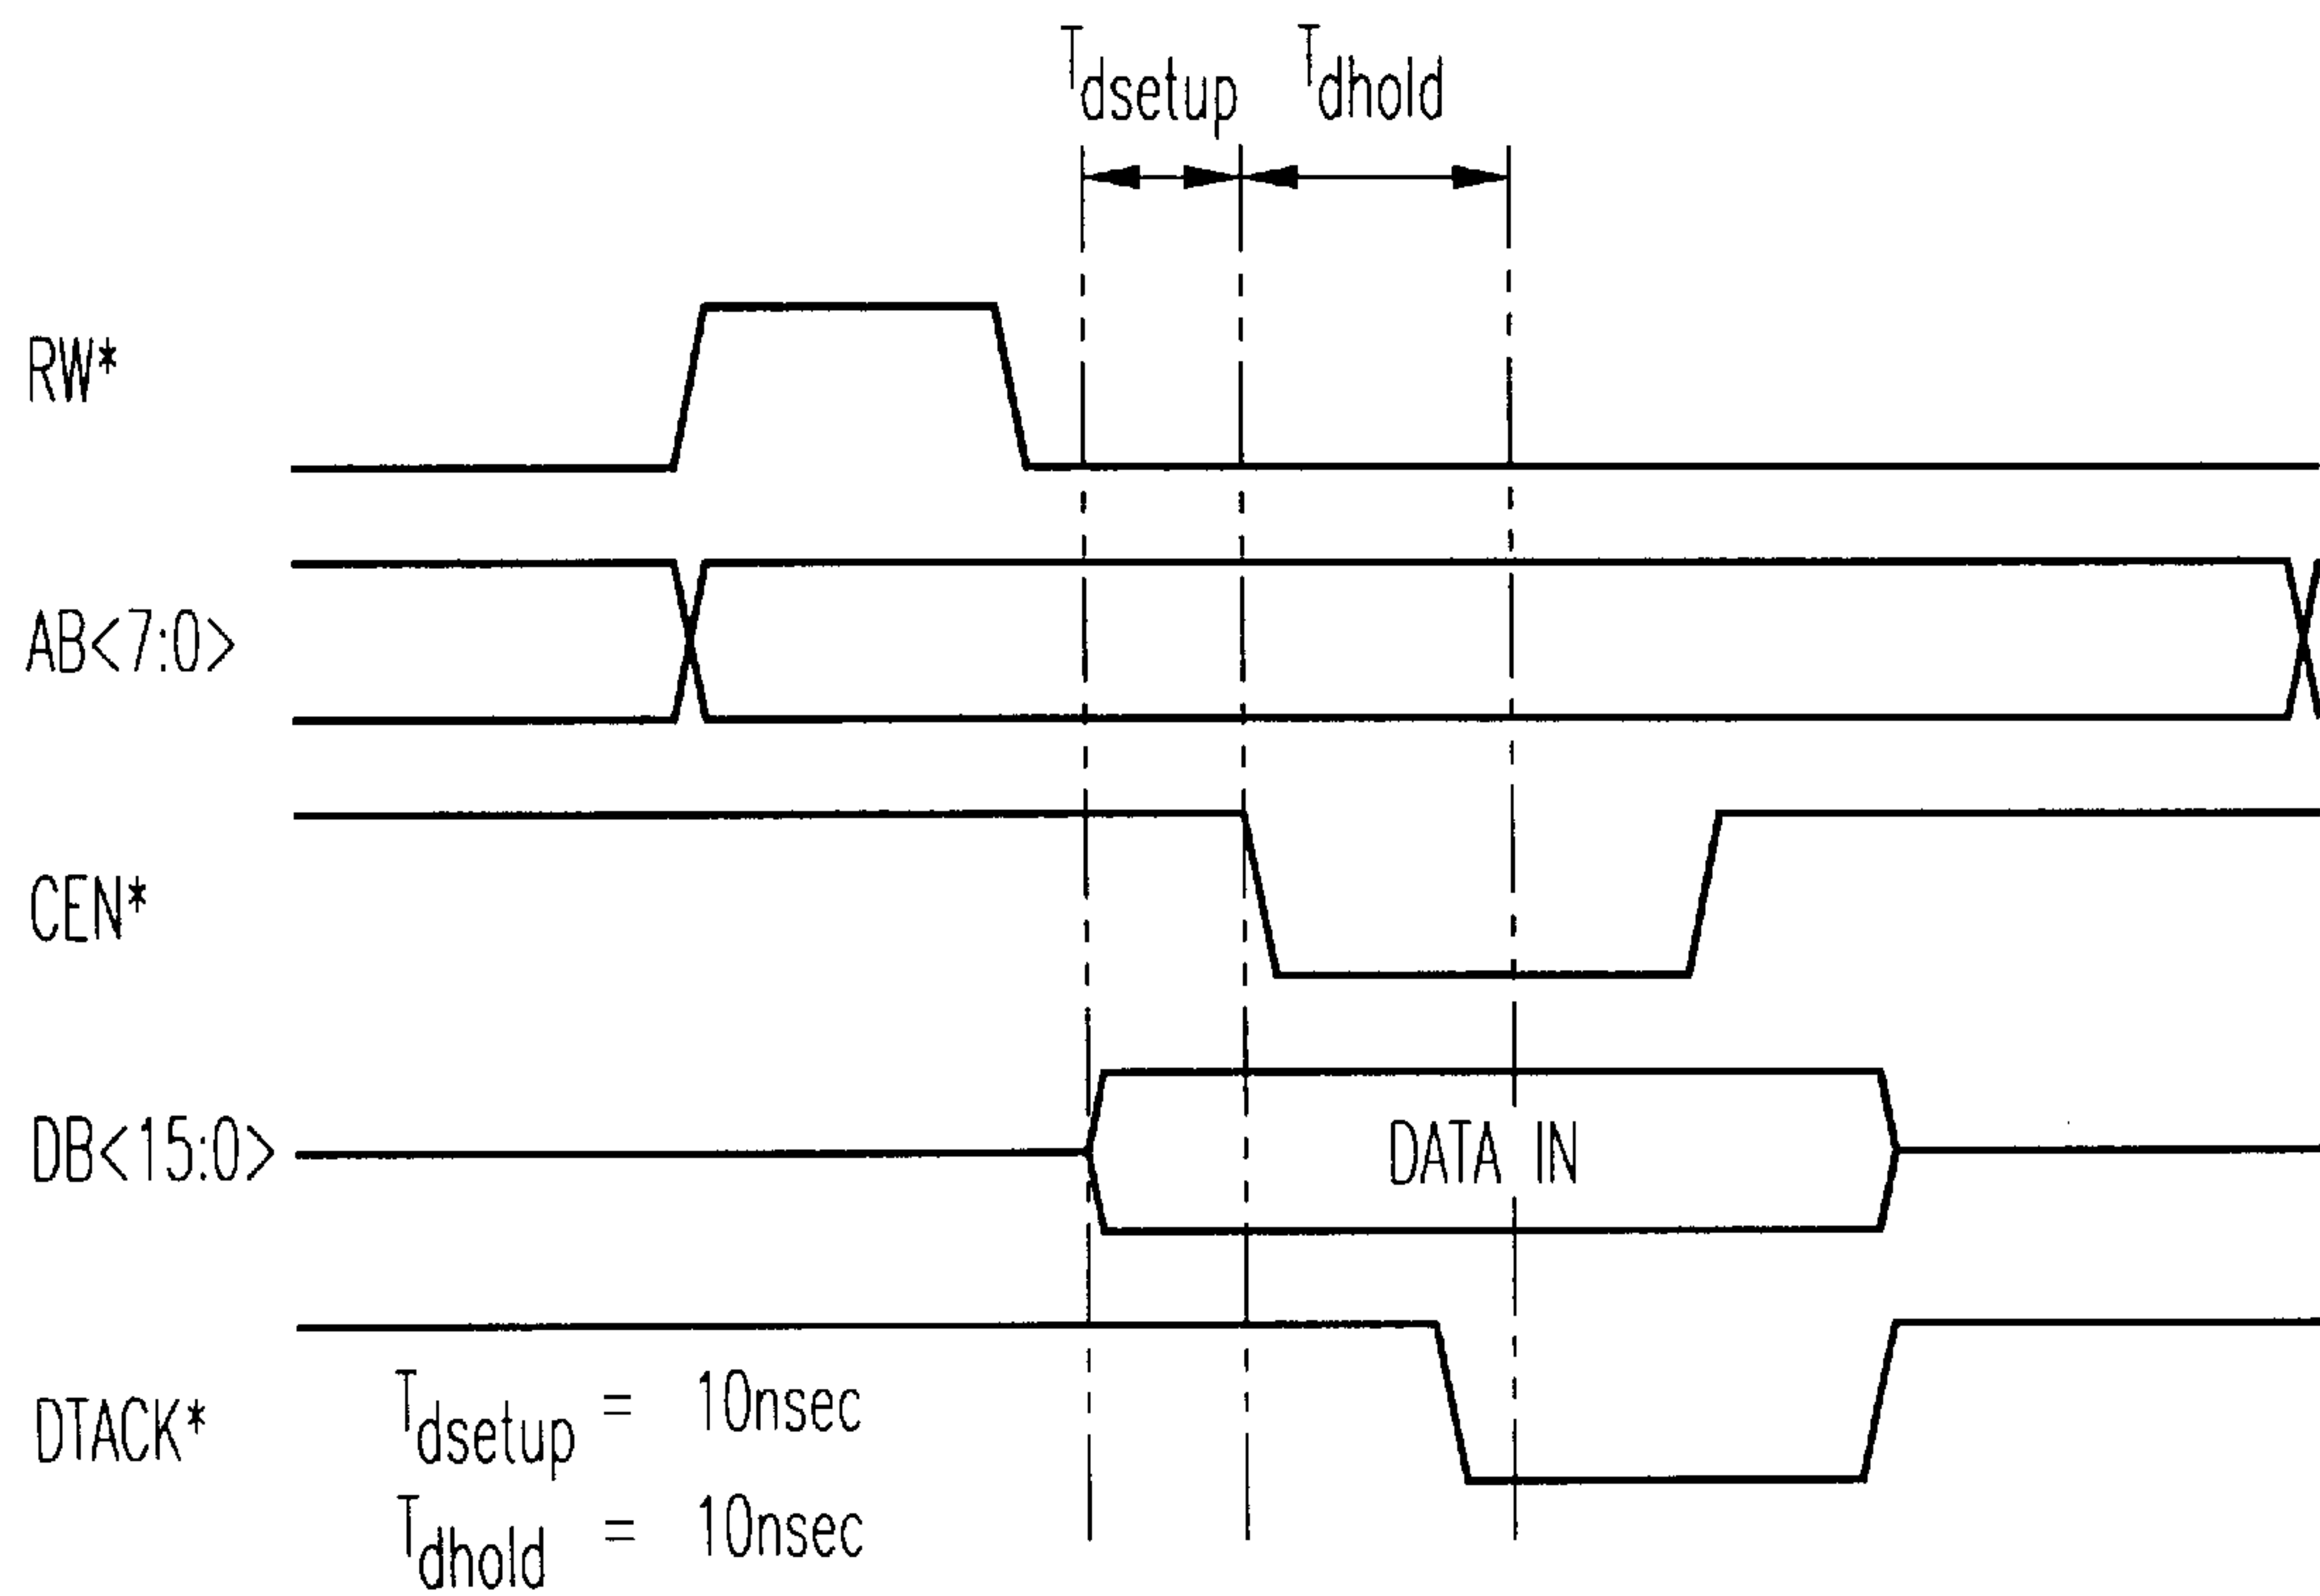 Tdsetup Tdhold
RW*
AB<7:0>
CEN*
DB<15:0> DATA IN
DTACK*
Tdsetup = 10nsec
Tdhold = 10nsec